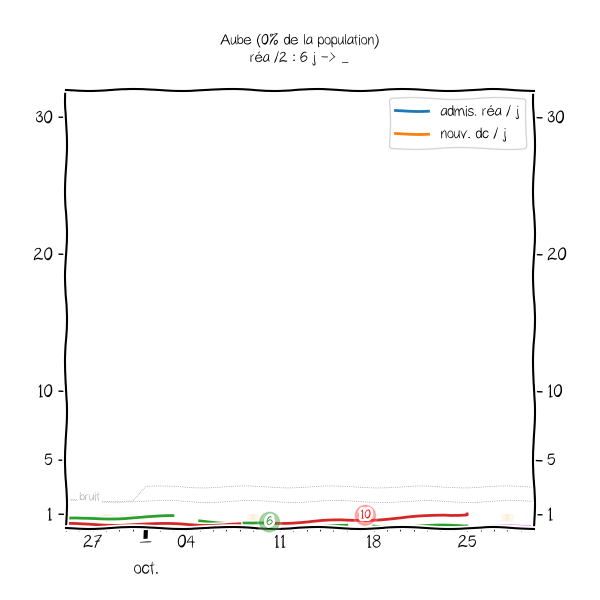 Aube (0% de la population)
réa /2 : 6 j -> _
admis. réa / j
nouv. dc / j
30
30
20
20
10
10
5
5
bruit
1
1
6
10
27
04
11
18
25
oct.